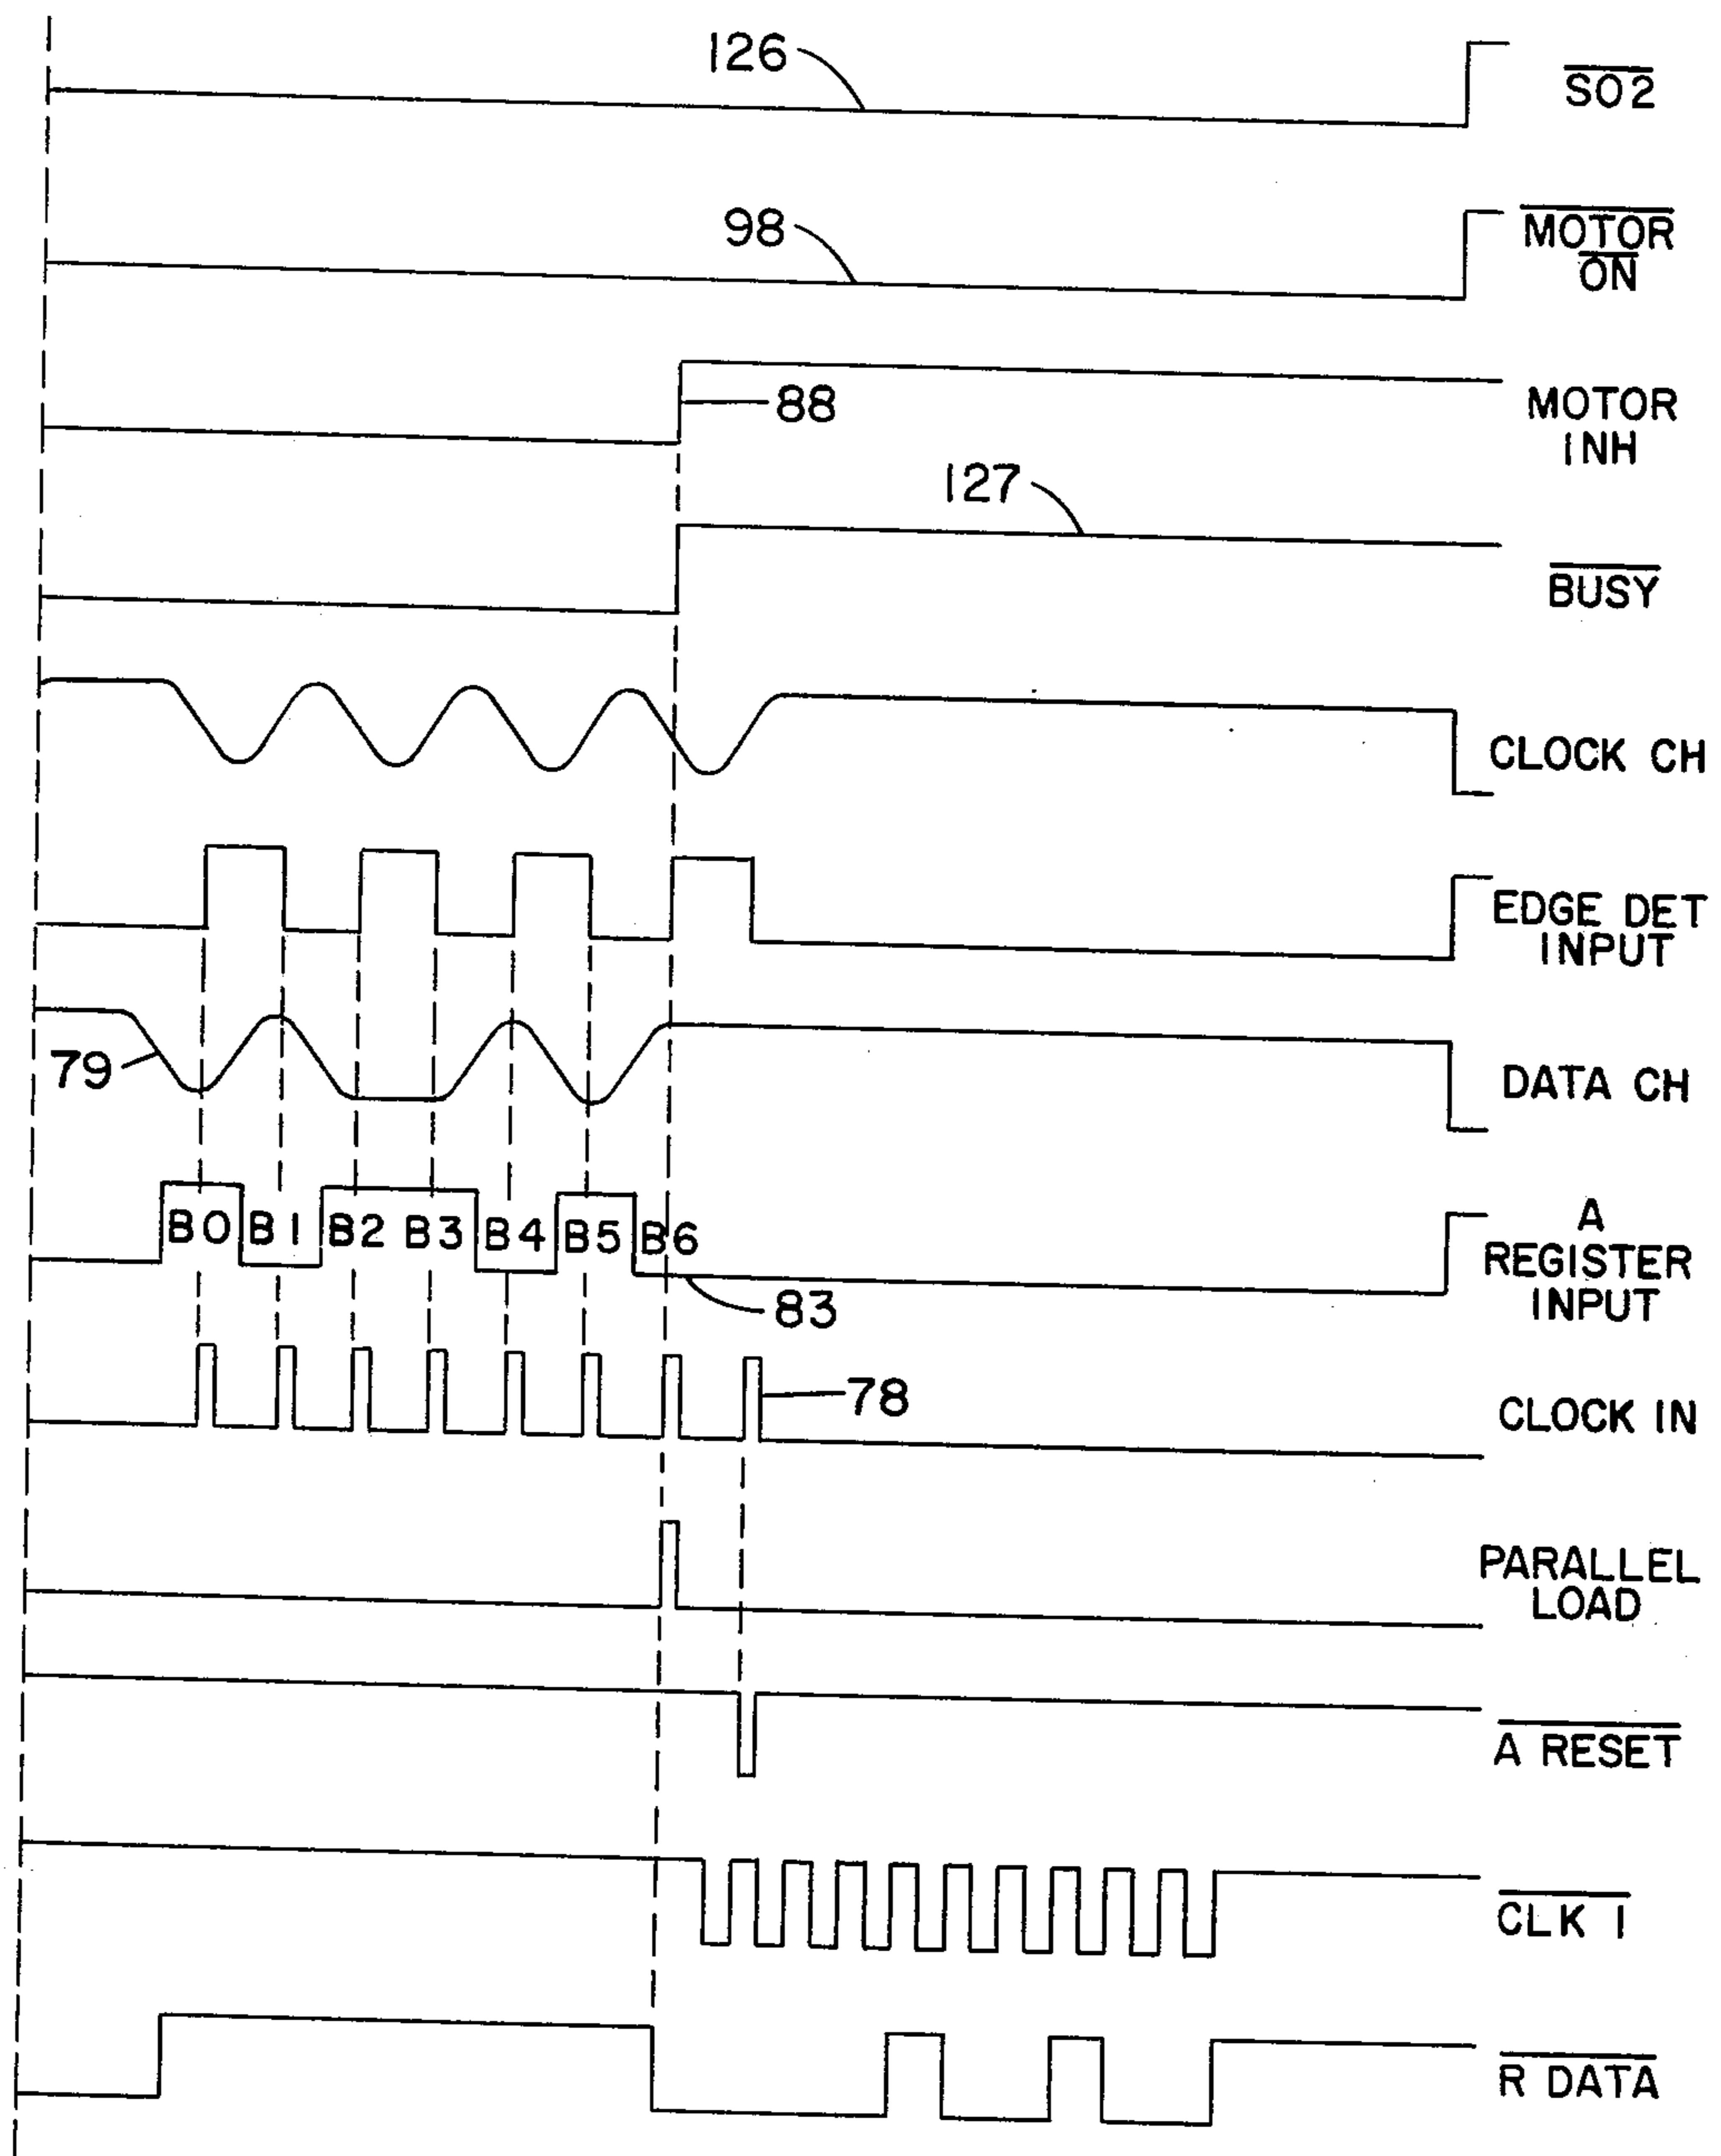 126
SO2
98
MOTOR
ON
88
MOTOR
INH
127
BUSY
CLOCK CH
EDGE DET
INPUT
79
DATA CH
B0 B1 B2 B3 B4 B5 B6
A
REGISTER
INPUT
83
78
CLOCK IN
PARALLEL
LOAD
A RESET
CLK 1
R DATA